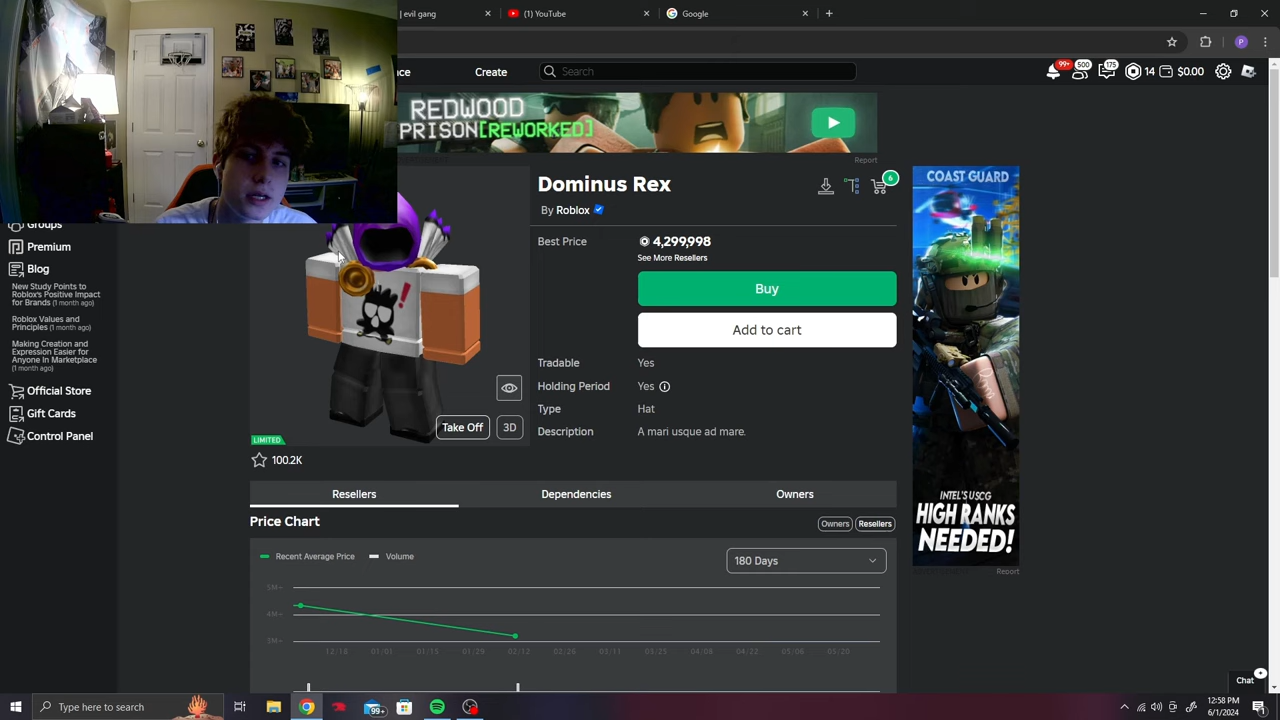 | evil gang
(1) YouTube
Google
ce
Create
Search
99+
500
175
14
$0.00
REDWOOD
PRISON[REWORKED]
Report
Dominus Rex
6
By Roblox
Best Price
4,299,998
See More Resellers
Buy
Add to cart
Tradable
Yes
Holding Period
Yes
Type
Hat
Description
A mari usque ad mare.
Groups
Premium
Blog
New Study Points to
Roblox's Positive Impact
for Brands (1 month ago)
Roblox Values and
Principles (1 month ago)
Making Creation and
Expression Easier for
Anyone In Marketplace
(1 month ago)
Official Store
Gift Cards
Control Panel
Take Off
3D
LIMITED
100.2K
COAST GUARD
INTEL'S USCG
HIGH RANKS
NEEDED!
Report
Resellers
Dependencies
Owners
Price Chart
Owners
Resellers
Recent Average Price
Volume
180 Days
5M+
4M+
3M+
12/18
01/01
01/15
01/29
02/12
02/26
03/11
03/25
04/08
04/22
05/06
05/20
Chat
Type here to search
99+
12:58 PM
6/1/2024